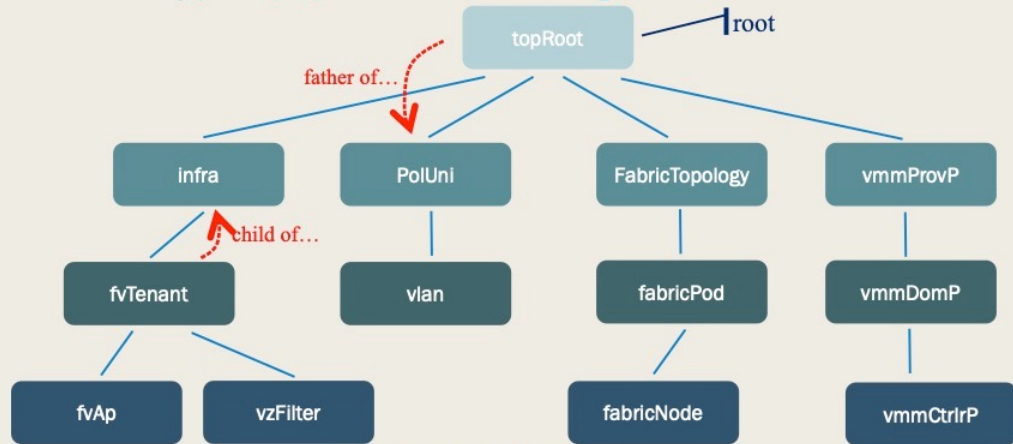 topRoot
root
father of...
infra
PolUni
FabricTopology
vmmProvP
child of...
fvTenant
vlan
fabricPod
vmmDomP
fvAp
vzFilter
fabricNode
vmmCtrlrP